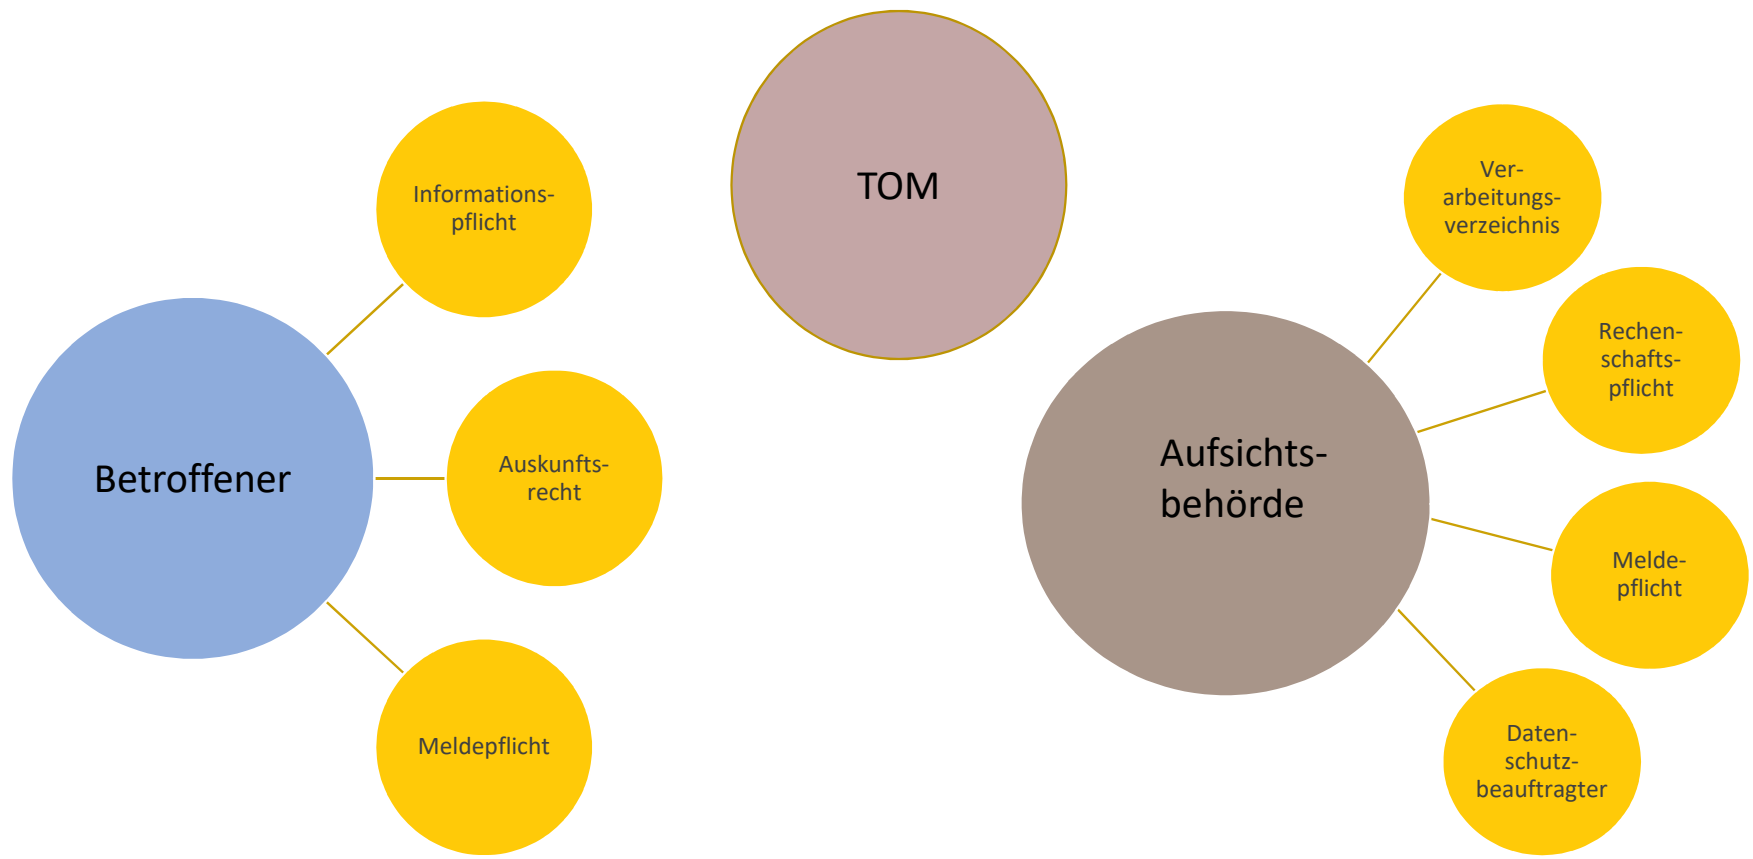 TOM
Informations-
pflicht
Betroffener
Auskunfts-
recht
Meldepflicht
Ver-
arbeitungs-
verzeichnis
Rechen-
schafts-
pflicht
Aufsichts-
behörde
Melde-
pflicht
Daten-
schutz-
beauftragter